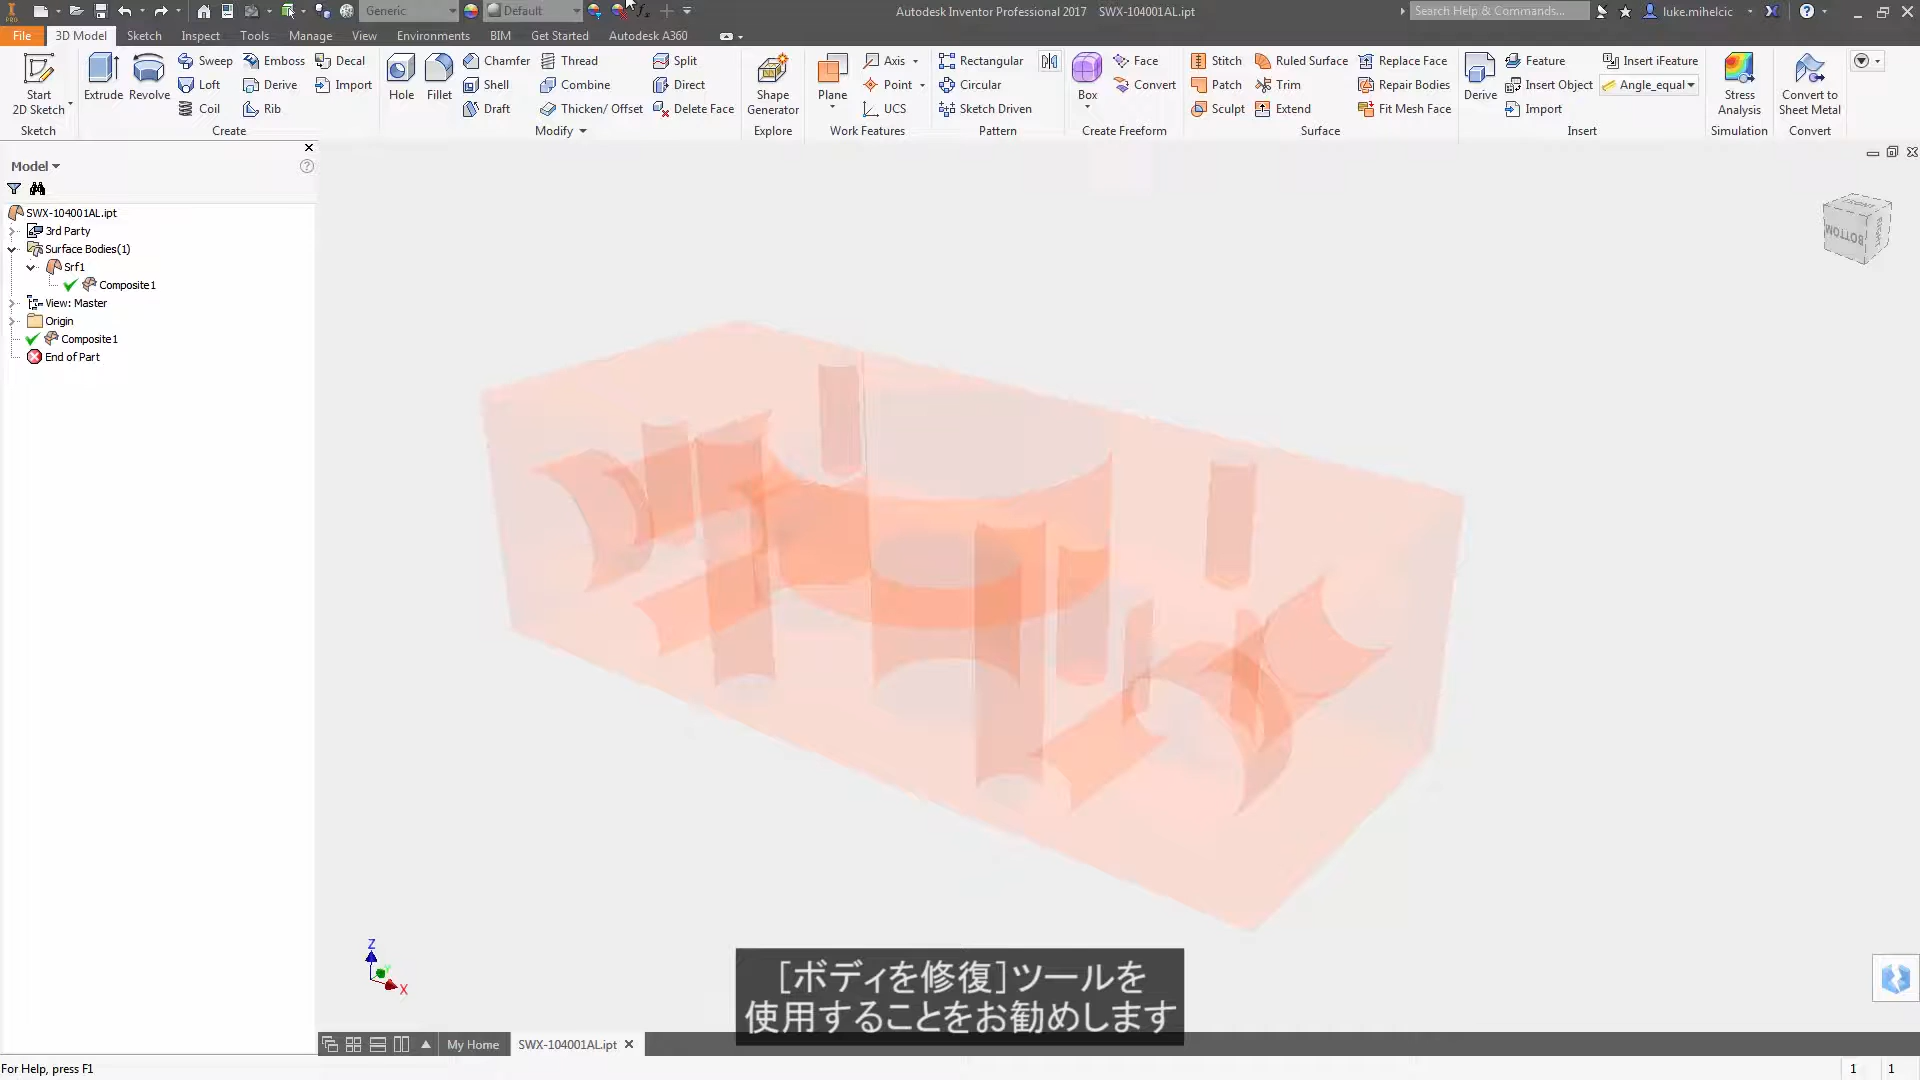 Generic
Default
Autodesk Inventor Professional 2017 SWX-104001AL.ipt
Search Help & Commands...
luke.mihelcic
File 3D Model Sketch Inspect Tools Manage View Environments BIM Get Started Autodesk A360
Start
2D Sketch
Sketch
Extrude
Revolve
Sweep
Loft
Coil
Emboss
Derive
Rib
Decal
Import
Create
Hole
Fillet
Chamfer
Shell
Draft
Thread
Combine
Thicken/ Offset
Split
Direct
Delete Face
Modify
Shape
Generator
Explore
Plane
Axis
Point
UCS
Work Features
Rectangular
Circular
Sketch Driven
Pattern
Box
Face
Convert
Create Freeform
Stitch
Patch
Sculpt
Ruled Surface
Trim
Extend
Replace Face
Repair Bodies
Fit Mesh Face
Surface
Derive
Feature
Insert Object
Import
Insert iFeature
Angle_equal
Insert
Stress
Analysis
Simulation
Convert to
Sheet Metal
Convert
Model
SWX-104001AL.ipt
3rd Party
Surface Bodies(1)
Srf1
Composite1
View: Master
Origin
Composite1
End of Part
FRONT
BOTTOM
Z
X
[ボディを修復]ツールを
使用することをお勧めします
My Home
SWX-104001AL.ipt
For Help, press F1
1 1